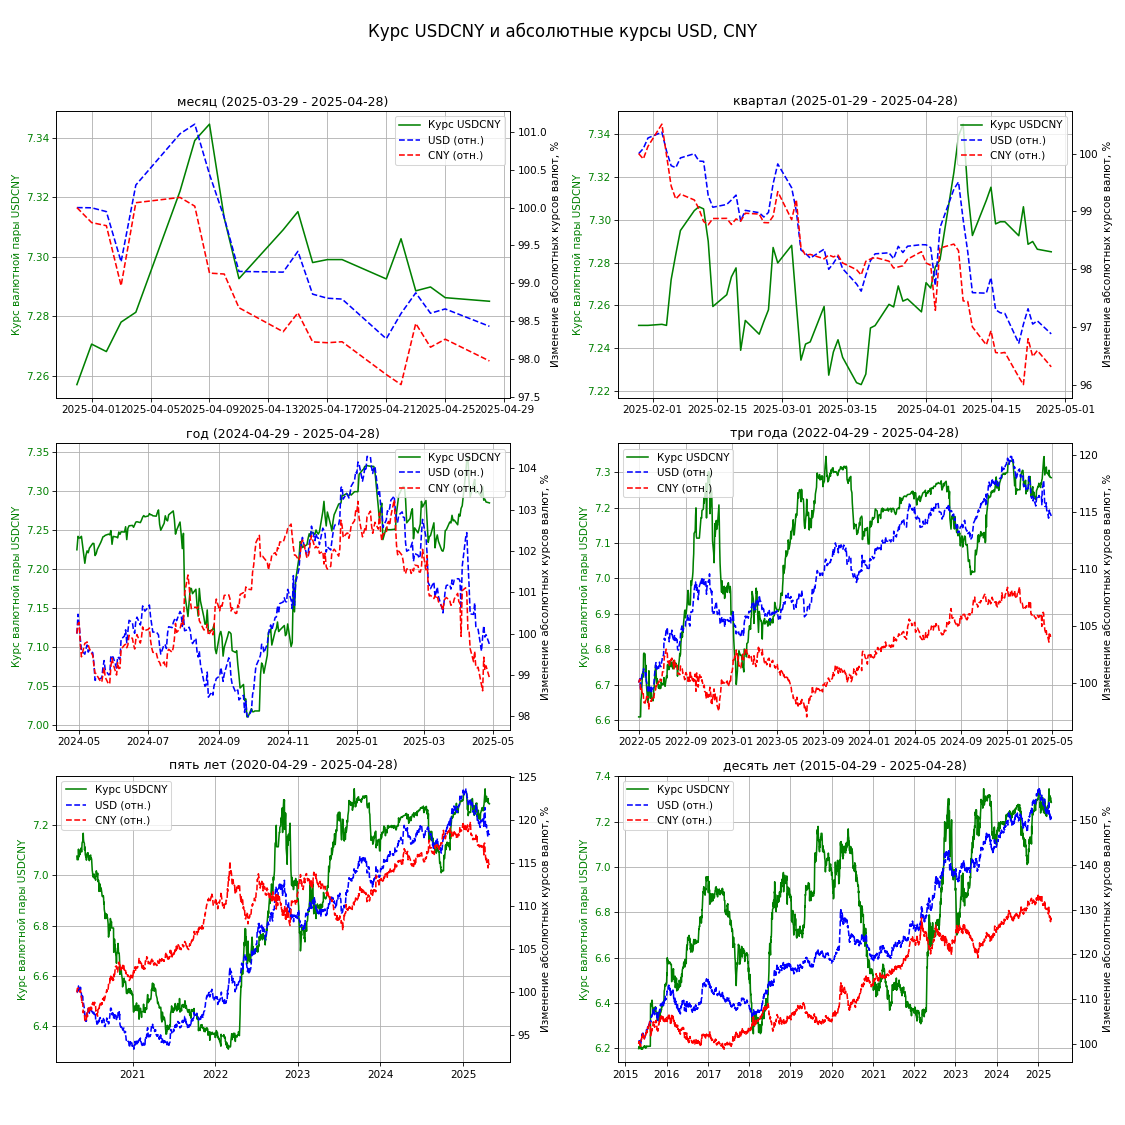 Курс USDCNY и абсолютные курсы USD, CNY
месяц (2025-03-29 - 2025-04-28)
Курс валютной пары USDCNY
7.34
7.32
7.30
7.28
7.26
Курс USDCNY
USD (отн.)
CNY (отн.)
101.0
100.5
100.0
99.5
99.0
98.5
98.0
97.5
Изменение абсолютных курсов валют, %
2025-04-01 2025-04-05 2025-04-09 2025-04-13 2025-04-17 2025-04-21 2025-04-25 2025-04-29
квартал (2025-01-29 - 2025-04-28)
Курс валютной пары USDCNY
7.34
7.32
7.30
7.28
7.26
7.24
7.22
Курс USDCNY
USD (отн.)
CNY (отн.)
100
99
98
97
96
Изменение абсолютных курсов валют, %
2025-02-01 2025-02-15 2025-03-01 2025-03-15 2025-04-01 2025-04-15 2025-05-01
год (2024-04-29 - 2025-04-28)
Курс валютной пары USDCNY
7.35
7.30
7.25
7.20
7.15
7.10
7.05
7.00
Курс USDCNY
USD (отн.)
CNY (отн.)
104
103
102
101
100
99
98
Изменение абсолютных курсов валют, %
2024-05 2024-07 2024-09 2024-11 2025-01 2025-03 2025-05
три года (2022-04-29 - 2025-04-28)
Курс валютной пары USDCNY
7.3
7.2
7.1
7.0
6.9
6.8
6.7
6.6
Курс USDCNY
USD (отн.)
CNY (отн.)
120
115
110
105
100
Изменение абсолютных курсов валют, %
2022-05 2022-09 2023-01 2023-05 2023-09 2024-01 2024-05 2024-09 2025-01 2025-05
пять лет (2020-04-29 - 2025-04-28)
Курс валютной пары USDCNY
7.2
7.0
6.8
6.6
6.4
Курс USDCNY
USD (отн.)
CNY (отн.)
125
120
115
110
105
100
95
Изменение абсолютных курсов валют, %
2021 2022 2023 2024 2025
десять лет (2015-04-29 - 2025-04-28)
Курс валютной пары USDCNY
7.4
7.2
7.0
6.8
6.6
6.4
6.2
Курс USDCNY
USD (отн.)
CNY (отн.)
150
140
130
120
110
100
Изменение абсолютных курсов валют, %
2015 2016 2017 2018 2019 2020 2021 2022 2023 2024 2025